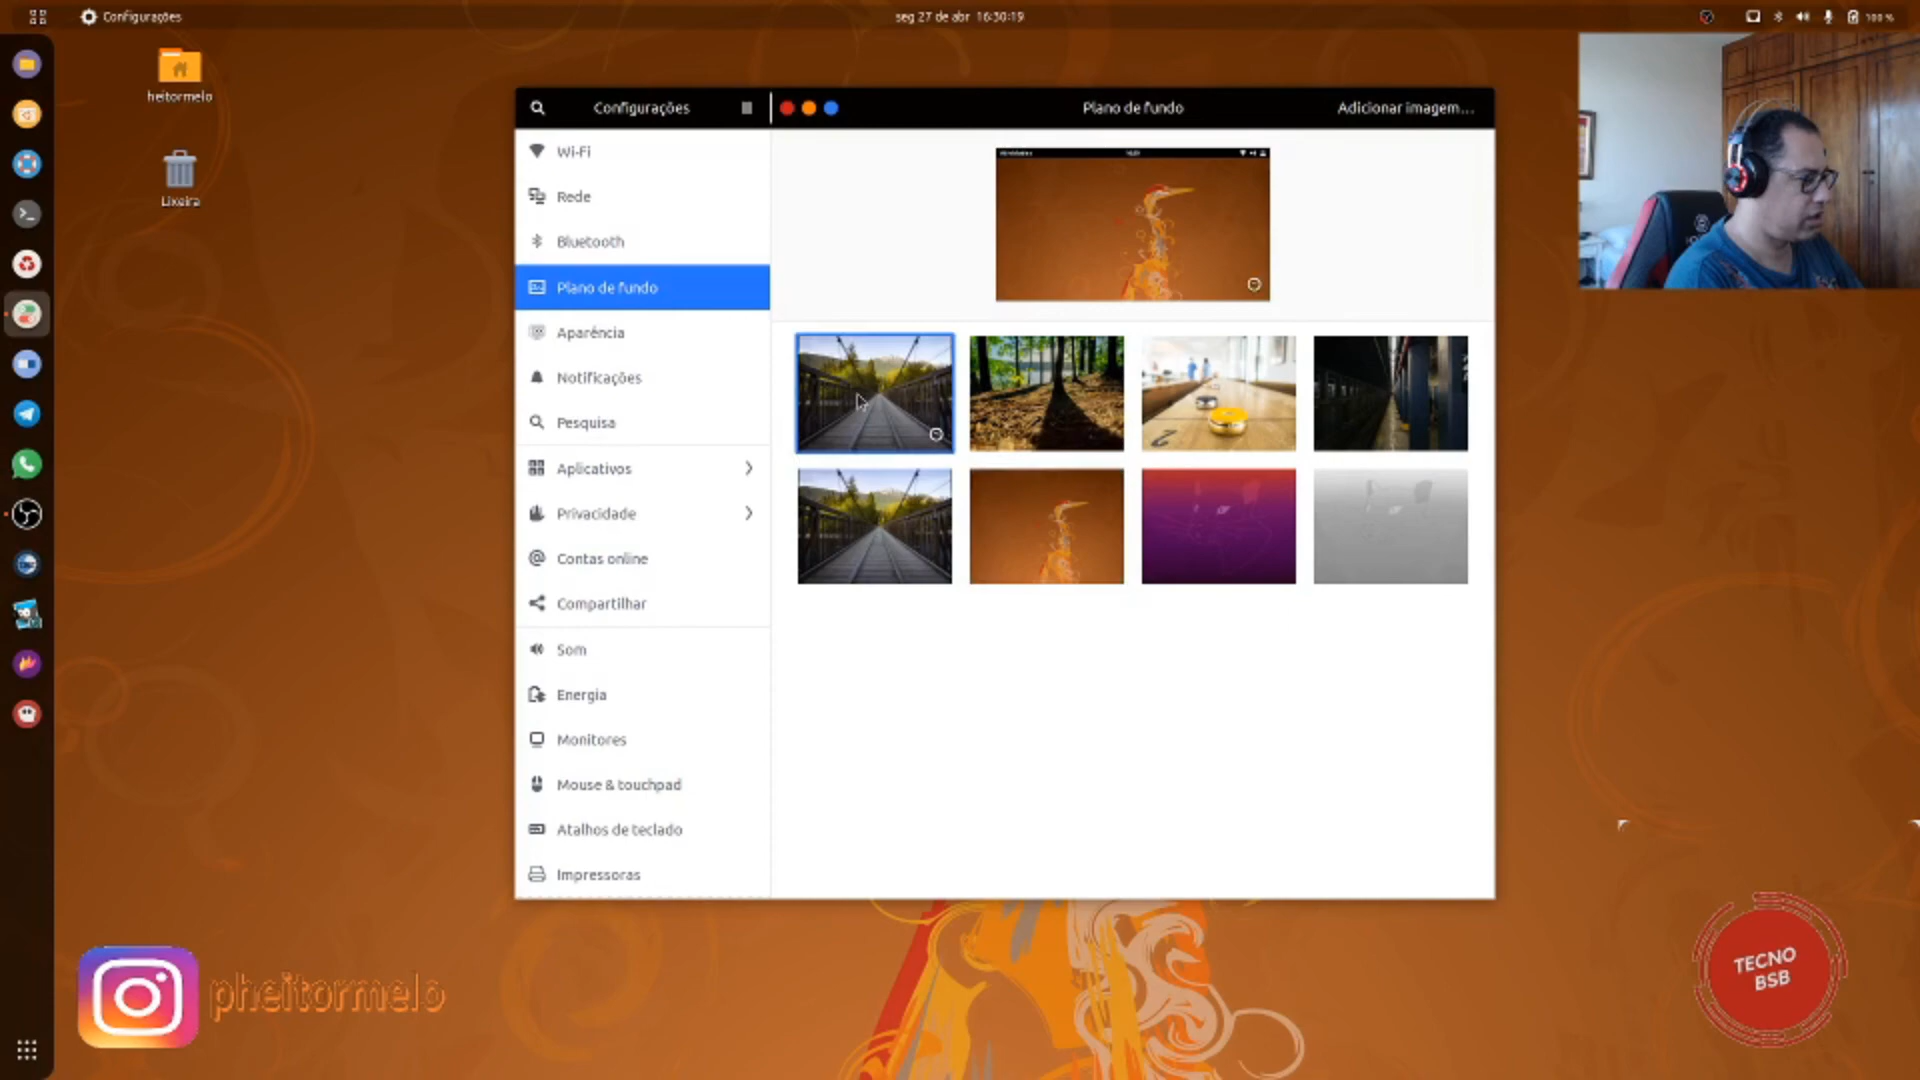 Configurações
seg 27 de abr 16:30:19
100 %
heitormelo
Lixeira
Configurações
Plano de fundo
Adicionar imagem...
Wi-Fi
Rede
Bluetooth
Plano de fundo
Aparência
Notificações
Pesquisa
Aplicativos
Privacidade
Contas online
Compartilhar
Som
Energia
Monitores
Mouse & touchpad
Atalhos de teclado
Impressoras
pheitormelo
TECNO
BSB